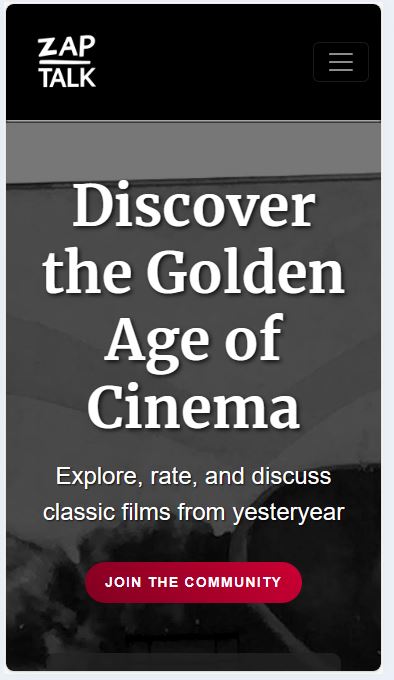 ZAP
TALK
Discover
the Golden
Age of
Cinema
Explore, rate, and discuss
classic films from yesteryear
JOIN THE COMMUNITY